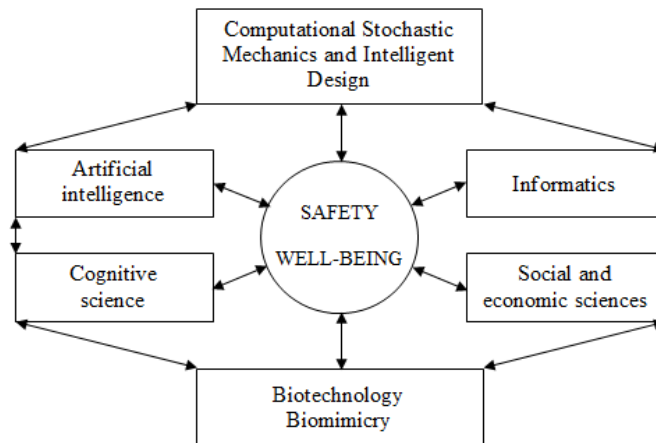 Computational Stochastic
Mechanics and Intelligent
Design
Artificial
intelligence
Informatics
SAFETY
WELL-BEING
Cognitive
science
Social and
economic sciences
Biotechnology
Biomimicry